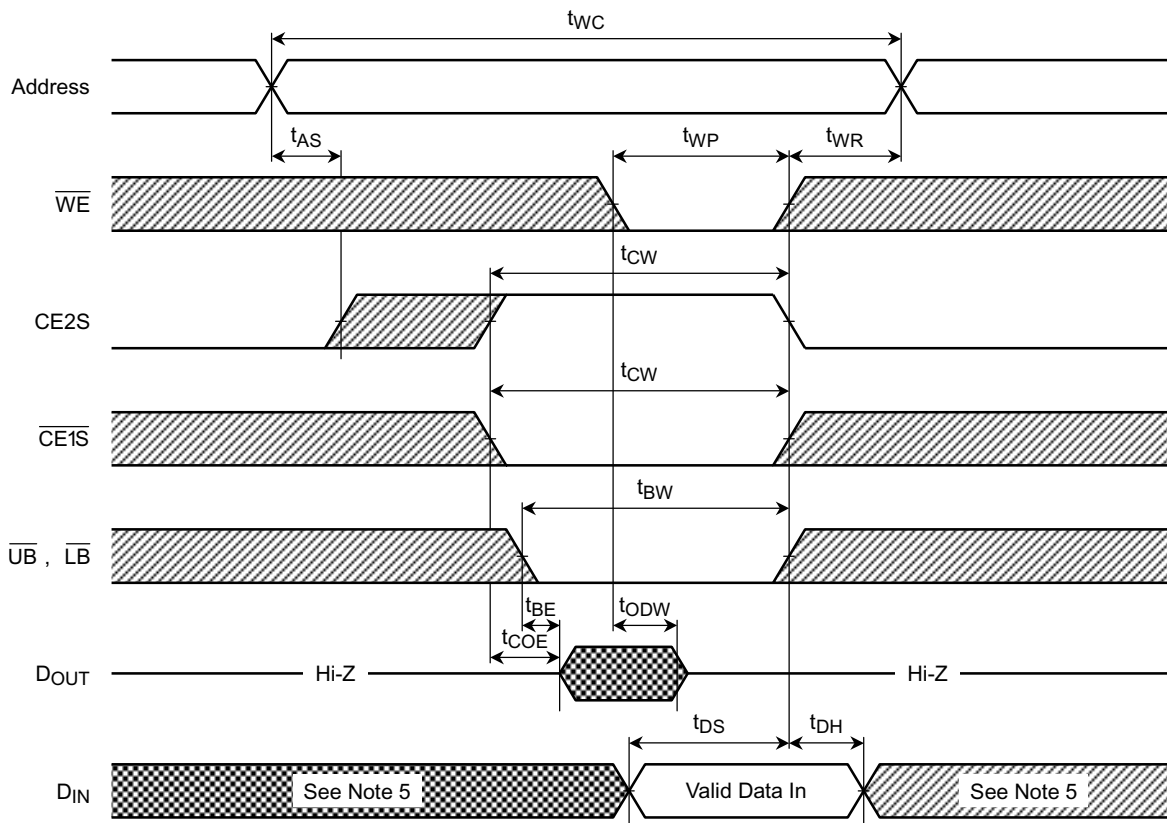 tWC
Address
tAS
tWP
tWR
WE
tCW
CE2S
tCW
CE1S
tBW
UB , LB
tBE
tODW
tCOE
DOUT
Hi-Z
Hi-Z
tDS
tDH
DIN
See Note 5
Valid Data In
See Note 5